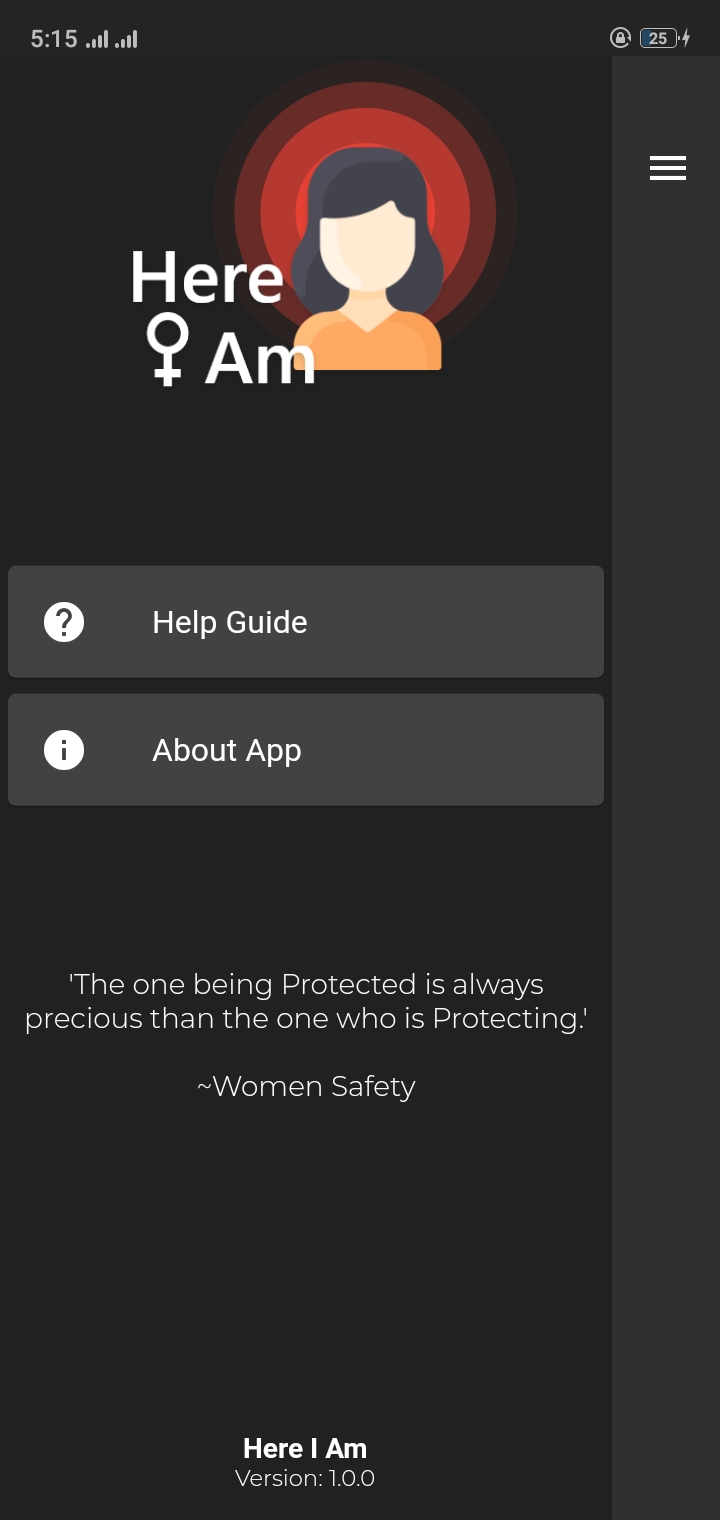 5:15
25
Here
Am
Help Guide
About App
'The one being Protected is always
precious than the one who is Protecting.'
~Women Safety
Here I Am
Version: 1.0.0